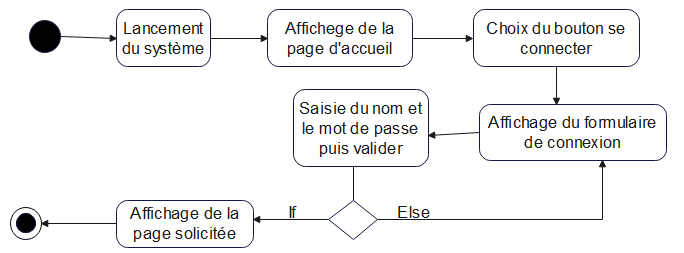 Lancement
du système
Affichege de la
page d'accueil
Choix du bouton se
connecter
Affichage du formulaire
de connexion
Saisie du nom et
le mot de passe
puis valider
If
Else
Affichage de la
page solicitée